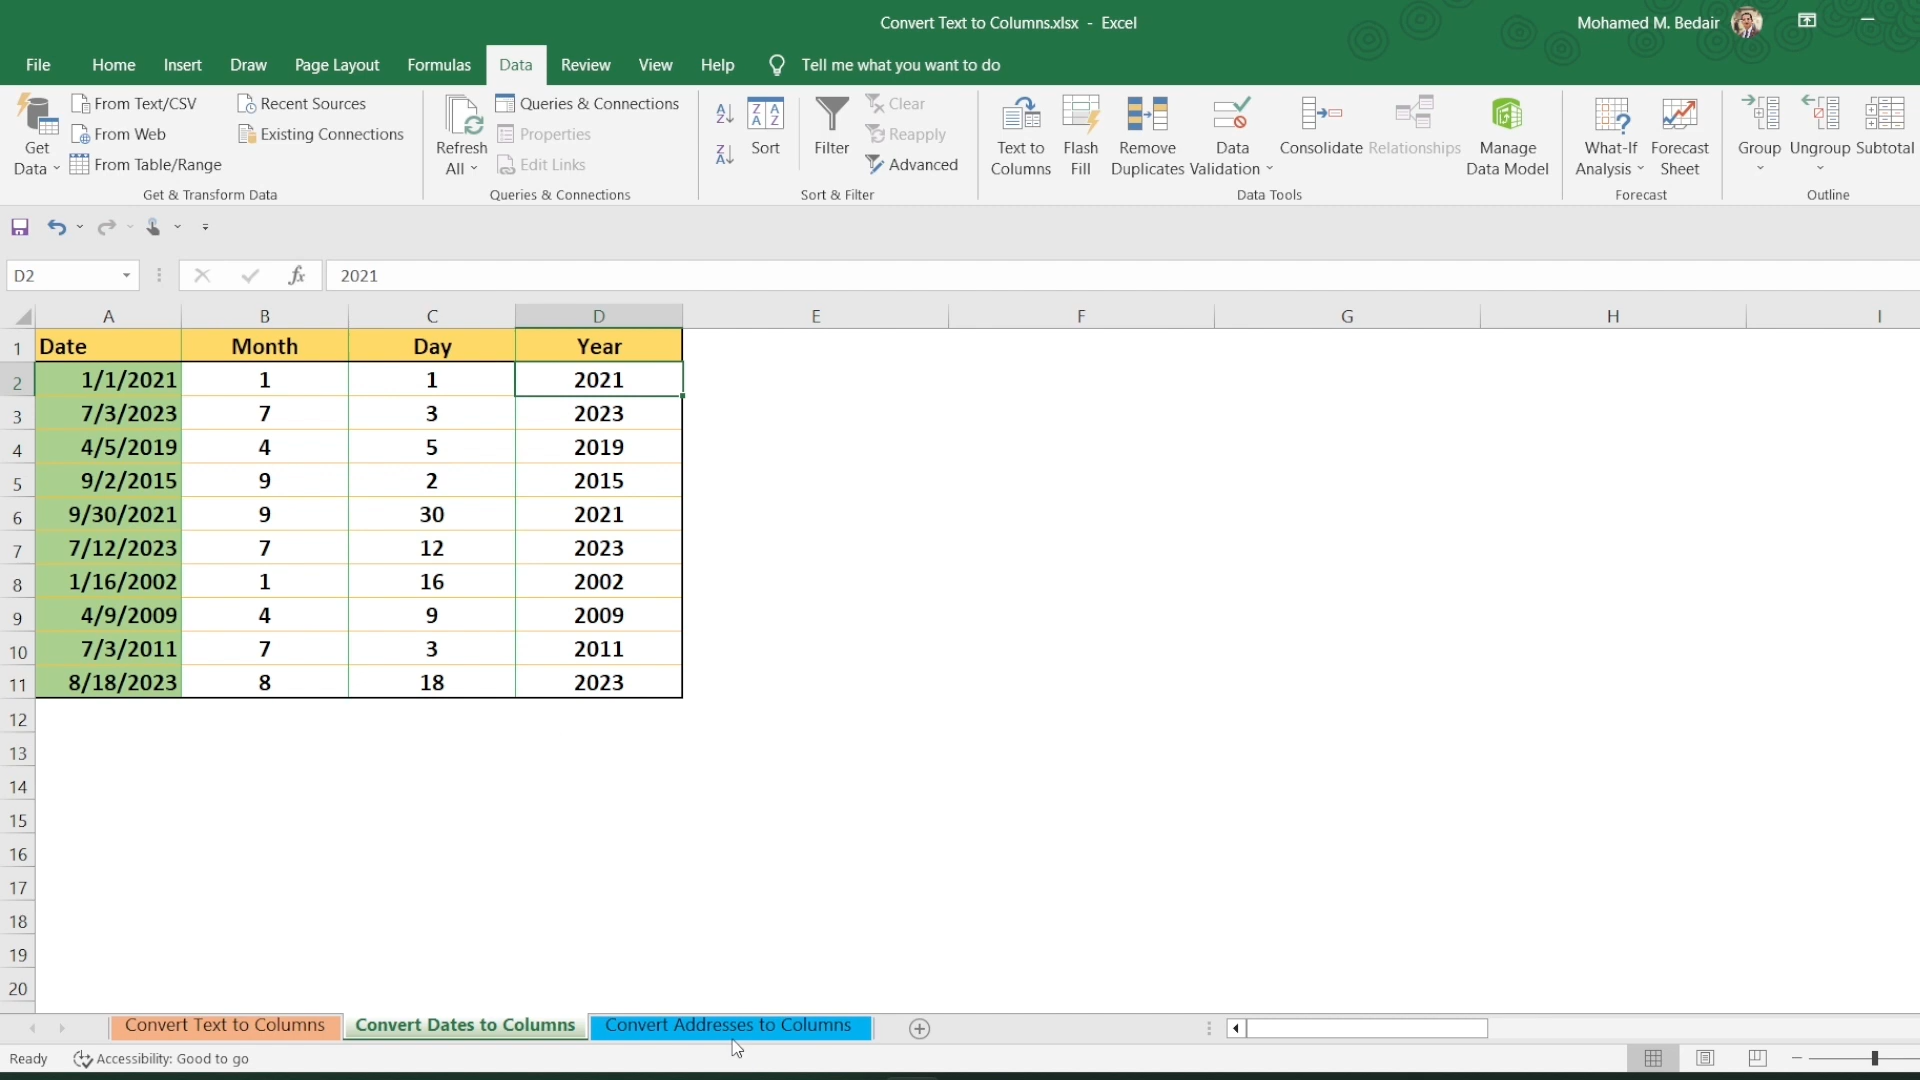 Convert Text to Columns.xlsx - Excel
Mohamed M. Bedair
File Home Insert Draw Page Layout Formulas Data Review View Help Tell me what you want to do
Get Data
From Text/CSV
From Web
From Table/Range
Recent Sources
Existing Connections
Get & Transform Data
Refresh All
Queries & Connections
Properties
Edit Links
Queries & Connections
Sort
Filter
Clear
Reapply
Advanced
Sort & Filter
Text to Columns
Flash Fill
Remove Duplicates
Data Validation
Consolidate
Relationships
Manage Data Model
Data Tools
What-If Analysis
Forecast Sheet
Forecast
Group
Ungroup
Subtotal
Outline
D2 fx 2021
A B C D E F G H I
1 Date Month Day Year
2 1/1/2021 1 1 2021
3 7/3/2023 7 3 2023
4 4/5/2019 4 5 2019
5 9/2/2015 9 2 2015
6 9/30/2021 9 30 2021
7 7/12/2023 7 12 2023
8 1/16/2002 1 16 2002
9 4/9/2009 4 9 2009
10 7/3/2011 7 3 2011
11 8/18/2023 8 18 2023
12
13
14
15
16
17
18
19
20
Convert Text to Columns Convert Dates to Columns Convert Addresses to Columns
Ready Accessibility: Good to go